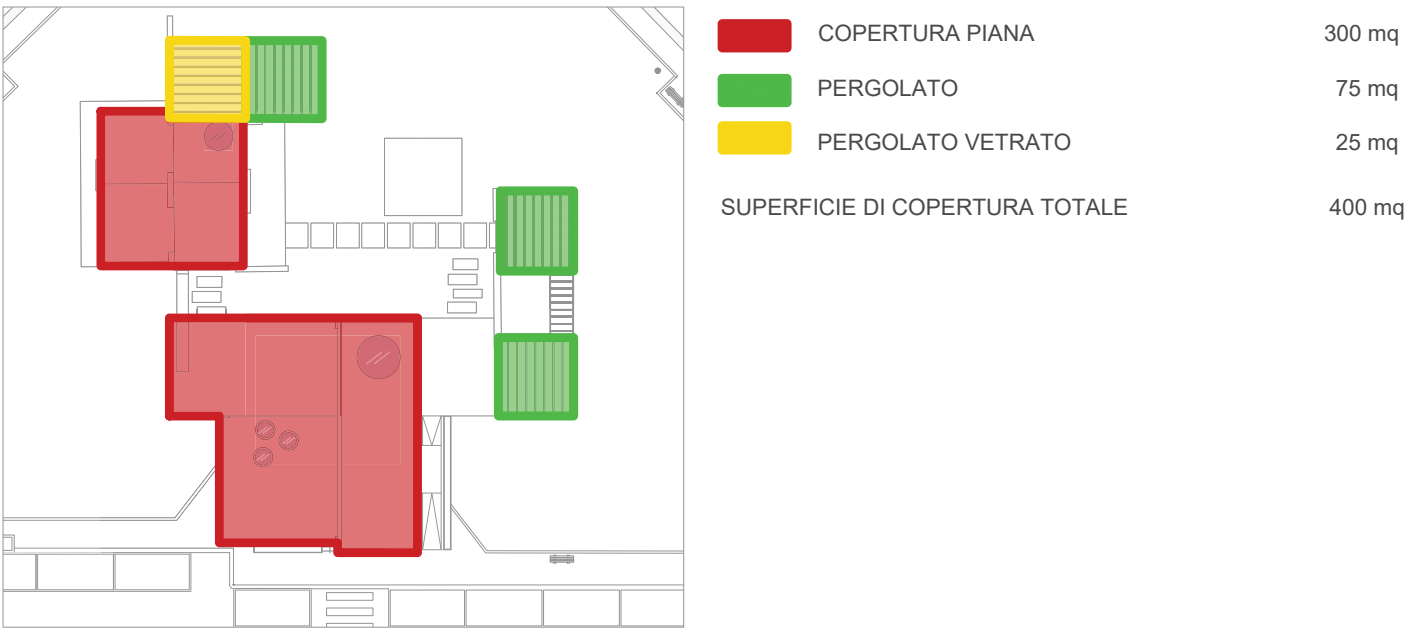 COPERTURA PIANA 300 mq
PERGOLATO 75 mq
PERGOLATO VETRATO 25 mq
SUPERFICIE DI COPERTURA TOTALE 400 mq